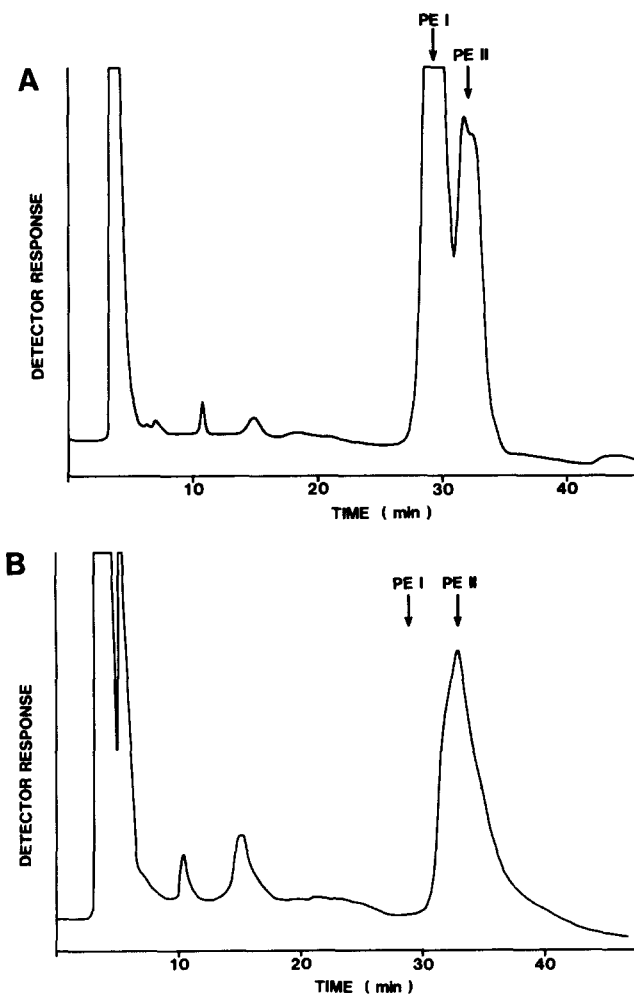 A
PE I
PE II
DETECTOR RESPONSE
10
20
30
40
TIME ( min )
B
PE I
PE II
DETECTOR RESPONSE
10
20
30
40
TIME ( min )